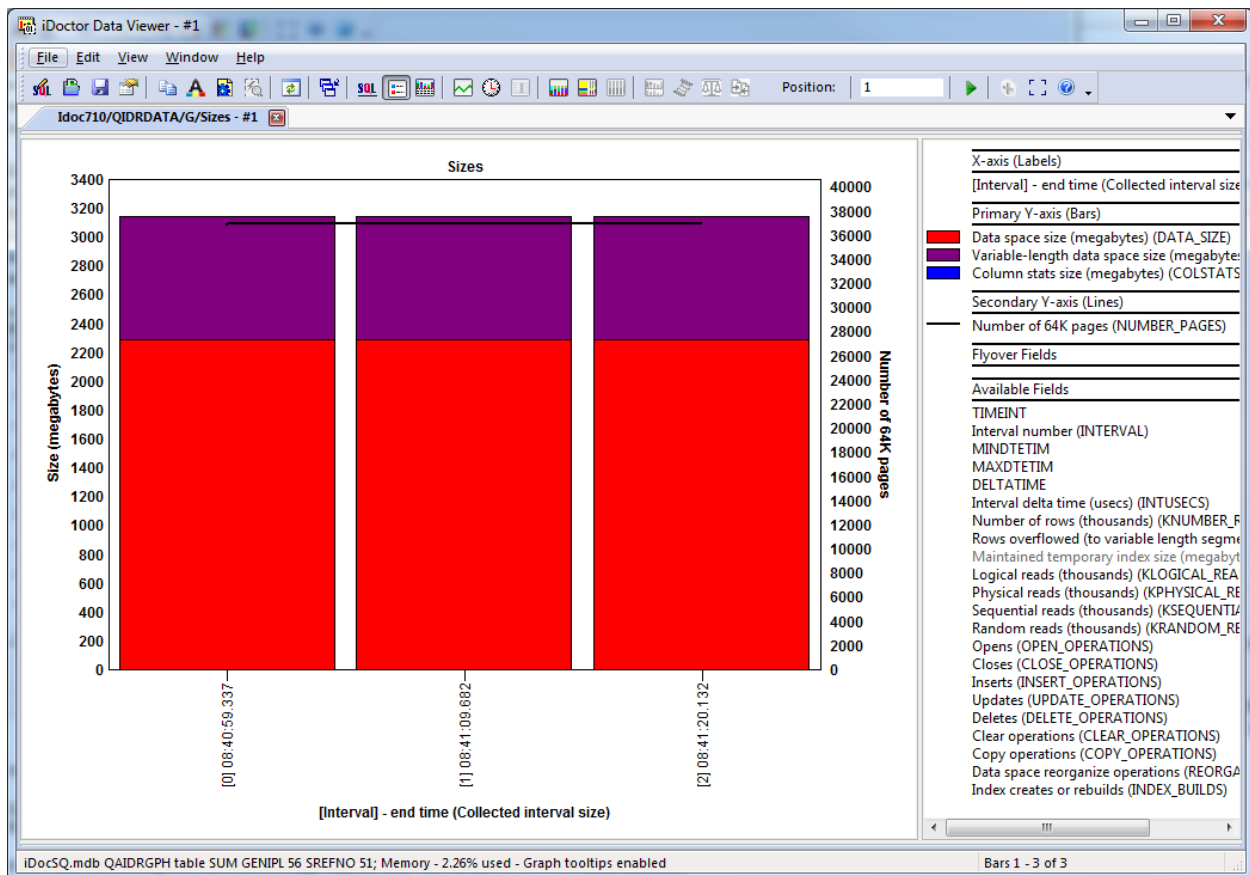 iDoctor Data Viewer - #1
File Edit View Window Help
SQL Position: 1
Idoc710/QIDRDATA/G/Sizes - #1
Sizes
3400
3200
3000
2800
2600
2400
2200
2000
1800
1600
1400
1200
1000
800
600
400
200
0
Size (megabytes)
40000
38000
36000
34000
32000
30000
28000
26000
24000
22000
20000
18000
16000
14000
12000
10000
8000
6000
4000
2000
0
Number of 64K pages
[0] 08:40:59.337
[1] 08:41:09.682
[2] 08:41:20.132
[Interval] - end time (Collected interval size)
X-axis (Labels)
[Interval] - end time (Collected interval size
Primary Y-axis (Bars)
Data space size (megabytes) (DATA_SIZE)
Variable-length data space size (megabytes
Column stats size (megabytes) (COLSTATS
Secondary Y-axis (Lines)
Number of 64K pages (NUMBER_PAGES)
Flyover Fields
Available Fields
TIMEINT
Interval number (INTERVAL)
MINDTETIM
MAXDTETIM
DELTATIME
Interval delta time (usecs) (INTUSECS)
Number of rows (thousands) (KNUMBER_R
Rows overflowed (to variable length segme
Maintained temporary index size (megabyt
Logical reads (thousands) (KLOGICAL_REA
Physical reads (thousands) (KPHYSICAL_RE
Sequential reads (thousands) (KSEQUENTIA
Random reads (thousands) (KRANDOM_RE
Opens (OPEN_OPERATIONS)
Closes (CLOSE_OPERATIONS)
Inserts (INSERT_OPERATIONS)
Updates (UPDATE_OPERATIONS)
Deletes (DELETE_OPERATIONS)
Clear operations (CLEAR_OPERATIONS)
Copy operations (COPY_OPERATIONS)
Data space reorganize operations (REORGA
Index creates or rebuilds (INDEX_BUILDS)
iDocSQ.mdb QAIDRGPH table SUM GENIPL 56 SREFNO 51; Memory - 2.26% used - Graph tooltips enabled
Bars 1 - 3 of 3